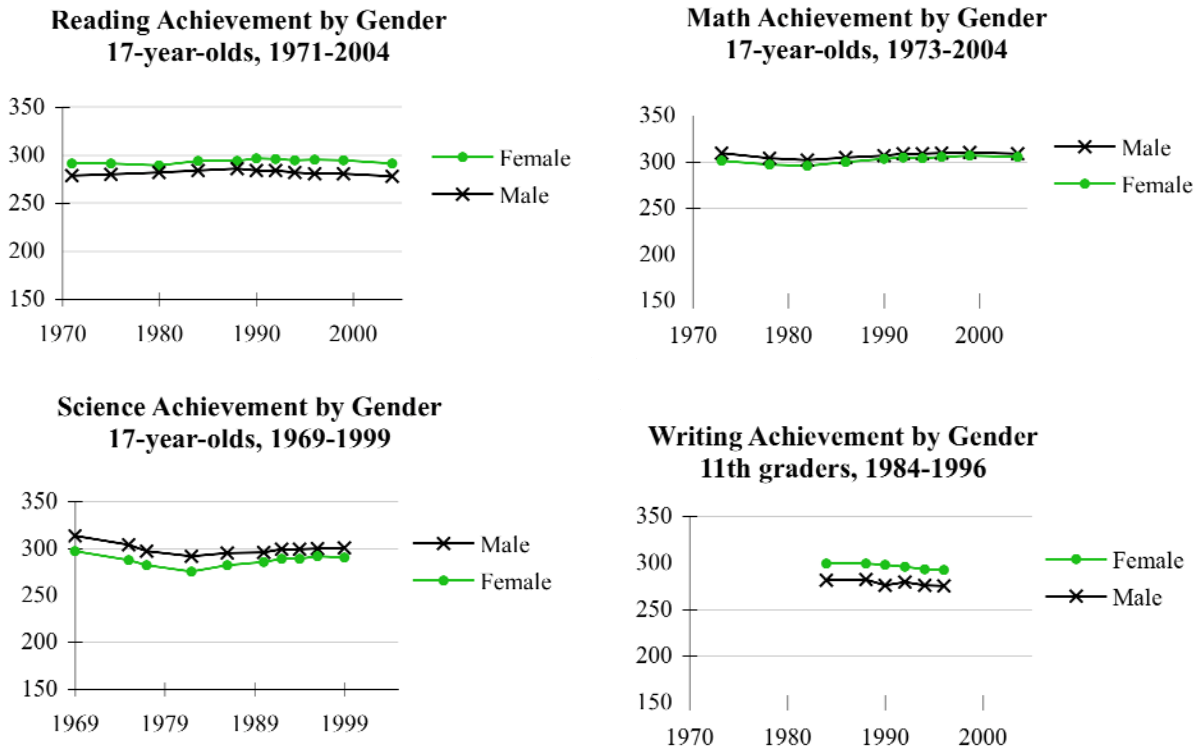 Reading Achievement by Gender
17-year-olds, 1971-2004
350
300
250
200
150
1970 1980 1990 2000
Female
Male
Math Achievement by Gender
17-year-olds, 1973-2004
350
300
250
200
150
1970 1980 1990 2000
Male
Female
Science Achievement by Gender
17-year-olds, 1969-1999
350
300
250
200
150
1969 1979 1989 1999
Male
Female
Writing Achievement by Gender
11th graders, 1984-1996
350
300
250
200
150
1970 1980 1990 2000
Female
Male